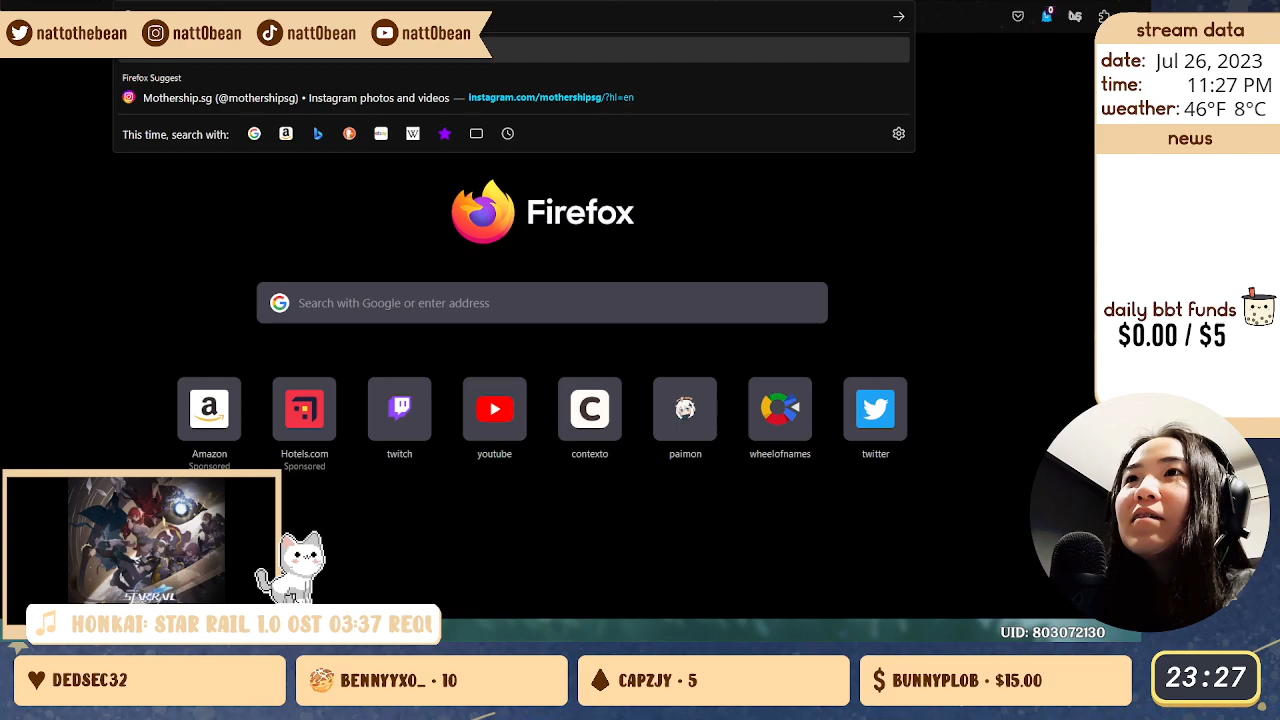 nattothebean
natt0bean
natt0bean
natt0bean
stream data
date: Jul 26, 2023
time: 11:27 PM
weather: 46°F 8°C
news
daily bbt funds
$0.00 / $5
Firefox Suggest
Mothership.sg (@mothershipsg) • Instagram photos and videos — instagram.com/mothershipsg/?hl=en
This time, search with:
Firefox
Search with Google or enter address
Amazon
Sponsored
Hotels.com
Sponsored
twitch
youtube
contexto
paimon
wheelofnames
twitter
STARRAIL
HONKAI: STAR RAIL 1.0 OST 03:37 REQU
UID: 803072130
DEDSEC32
BENNYYXO_ · 10
CAPZJY · 5
$ BUNNYPLOB · $15.00
23:27